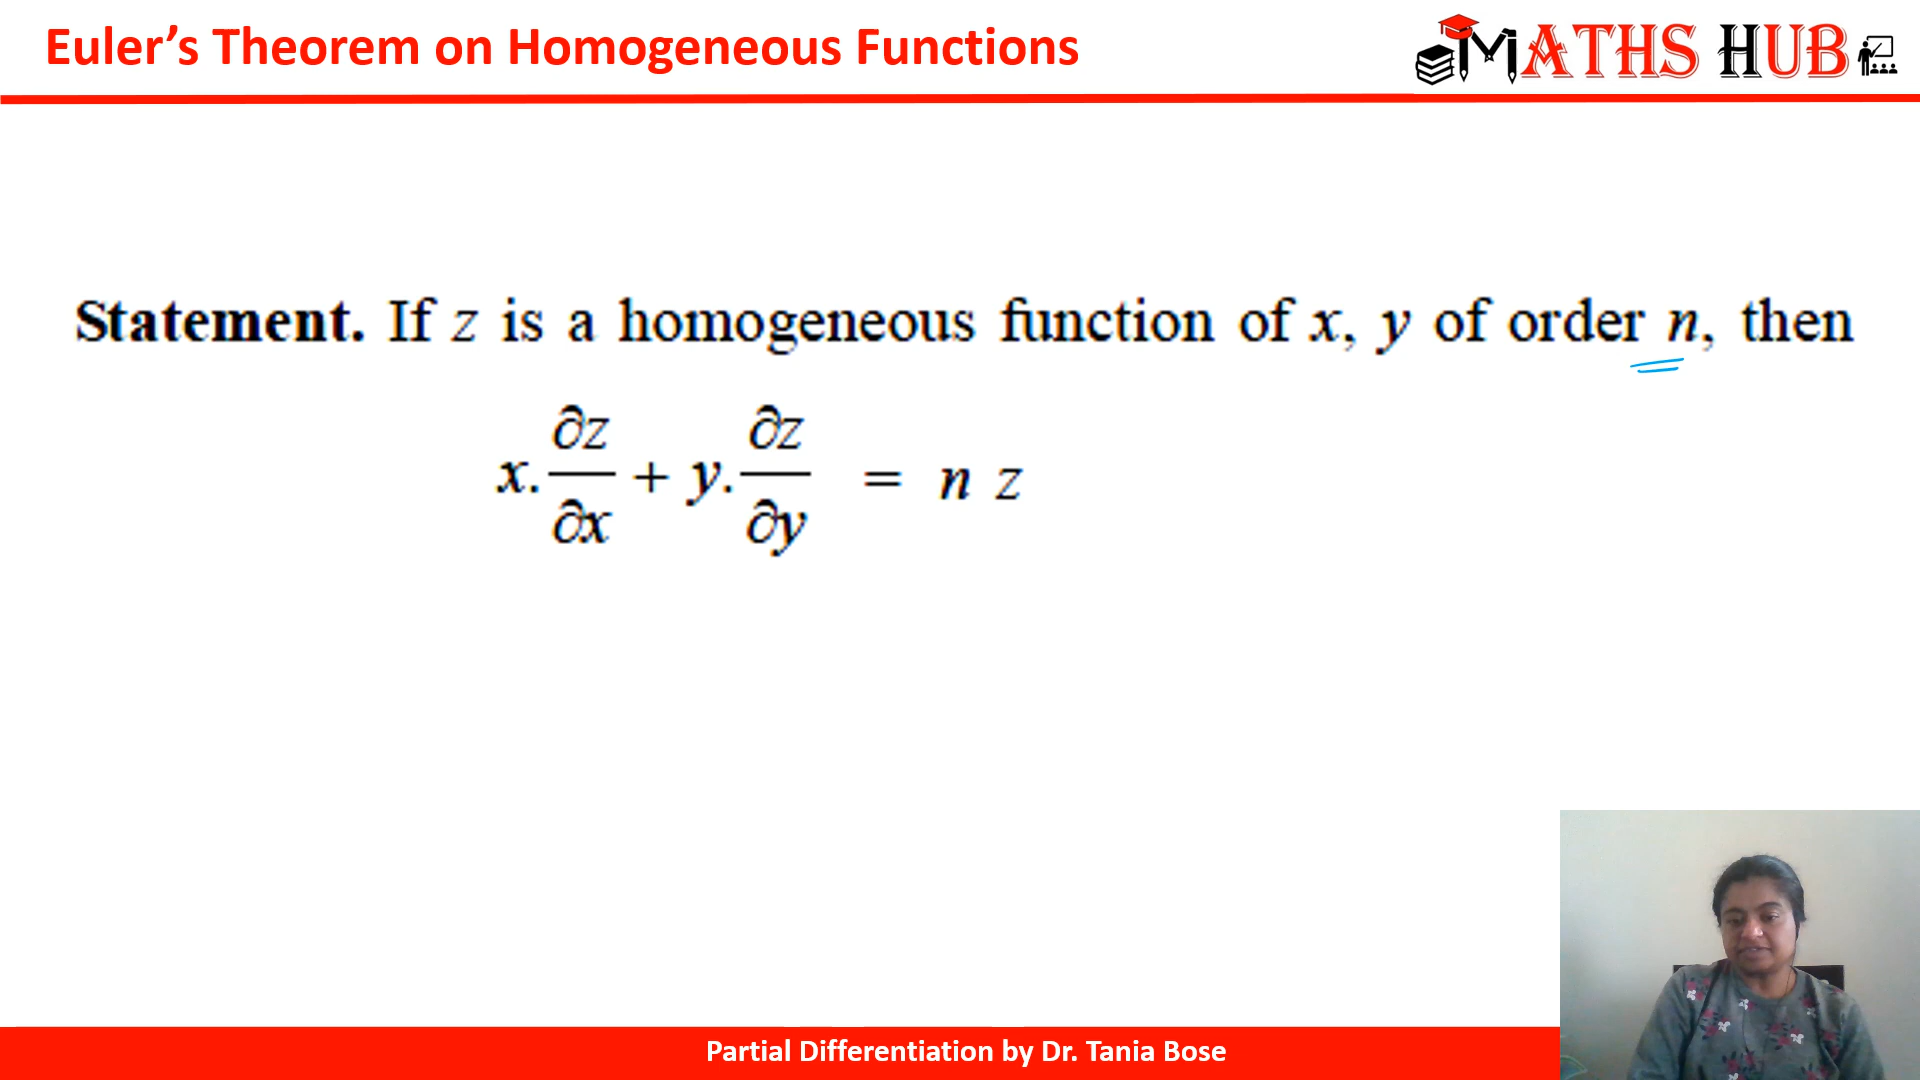 Euler’s Theorem on Homogeneous Functions
MATHS HUB
Statement. If z is a homogeneous function of x, y of order n, then
x. ∂z/∂x + y. ∂z/∂y = n z
Partial Differentiation by Dr. Tania Bose